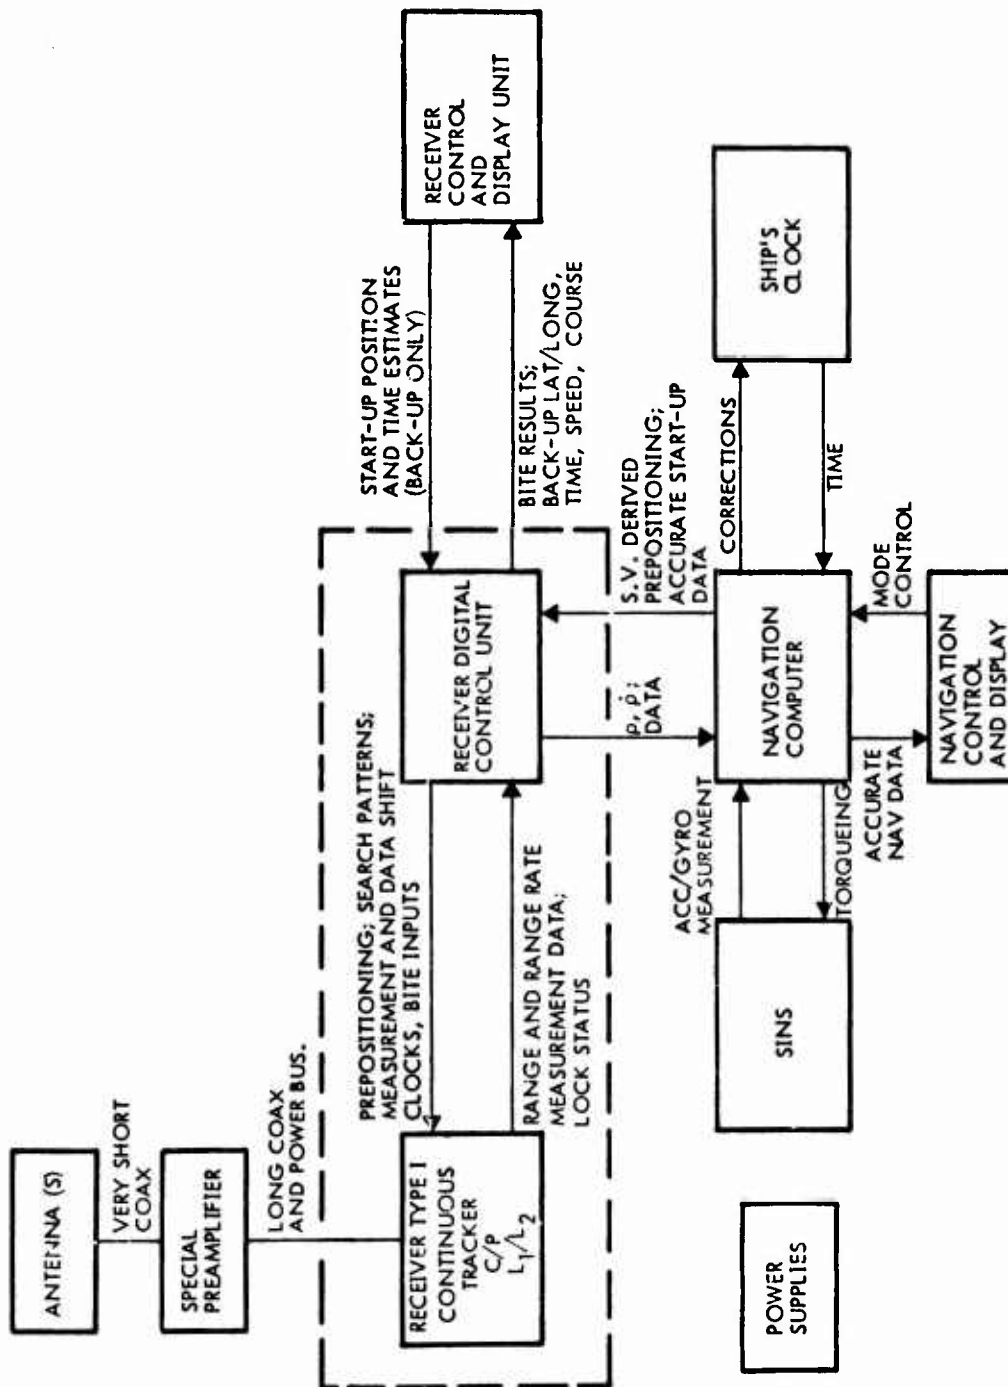 ANTENNA (S)
VERY SHORT
COAX
SPECIAL
PREAMPLIFIER
LONG COAX
AND POWER BUS.
RECEIVER TYPE I
CONTINUOUS
TRACKER
C/P
L1/L2
PREPOSITIONING; SEARCH PATTERNS;
MEASUREMENT AND DATA SHIFT
CLOCKS, BITE INPUTS
RANGE AND RANGE RATE
MEASUREMENT DATA;
LOCK STATUS
RECEIVER DIGITAL
CONTROL UNIT
START-UP POSITION
AND TIME ESTIMATES
(BACK-UP ONLY)
BITE RESULTS;
BACK-UP LAT/LONG,
TIME, SPEED, COURSE
RECEIVER
CONTROL
AND
DISPLAY UNIT
ρ, ρ̇;
DATA
S.V. DERIVED
PREPOSITIONING;
ACCURATE START-UP
DATA
POWER
SUPPLIES
SINS
ACC/GYRO
MEASUREMENT
TORQUEING
NAVIGATION
COMPUTER
CORRECTIONS
TIME
SHIP'S
CLOCK
ACCURATE
NAV DATA
MODE
CONTROL
NAVIGATION
CONTROL
AND DISPLAY